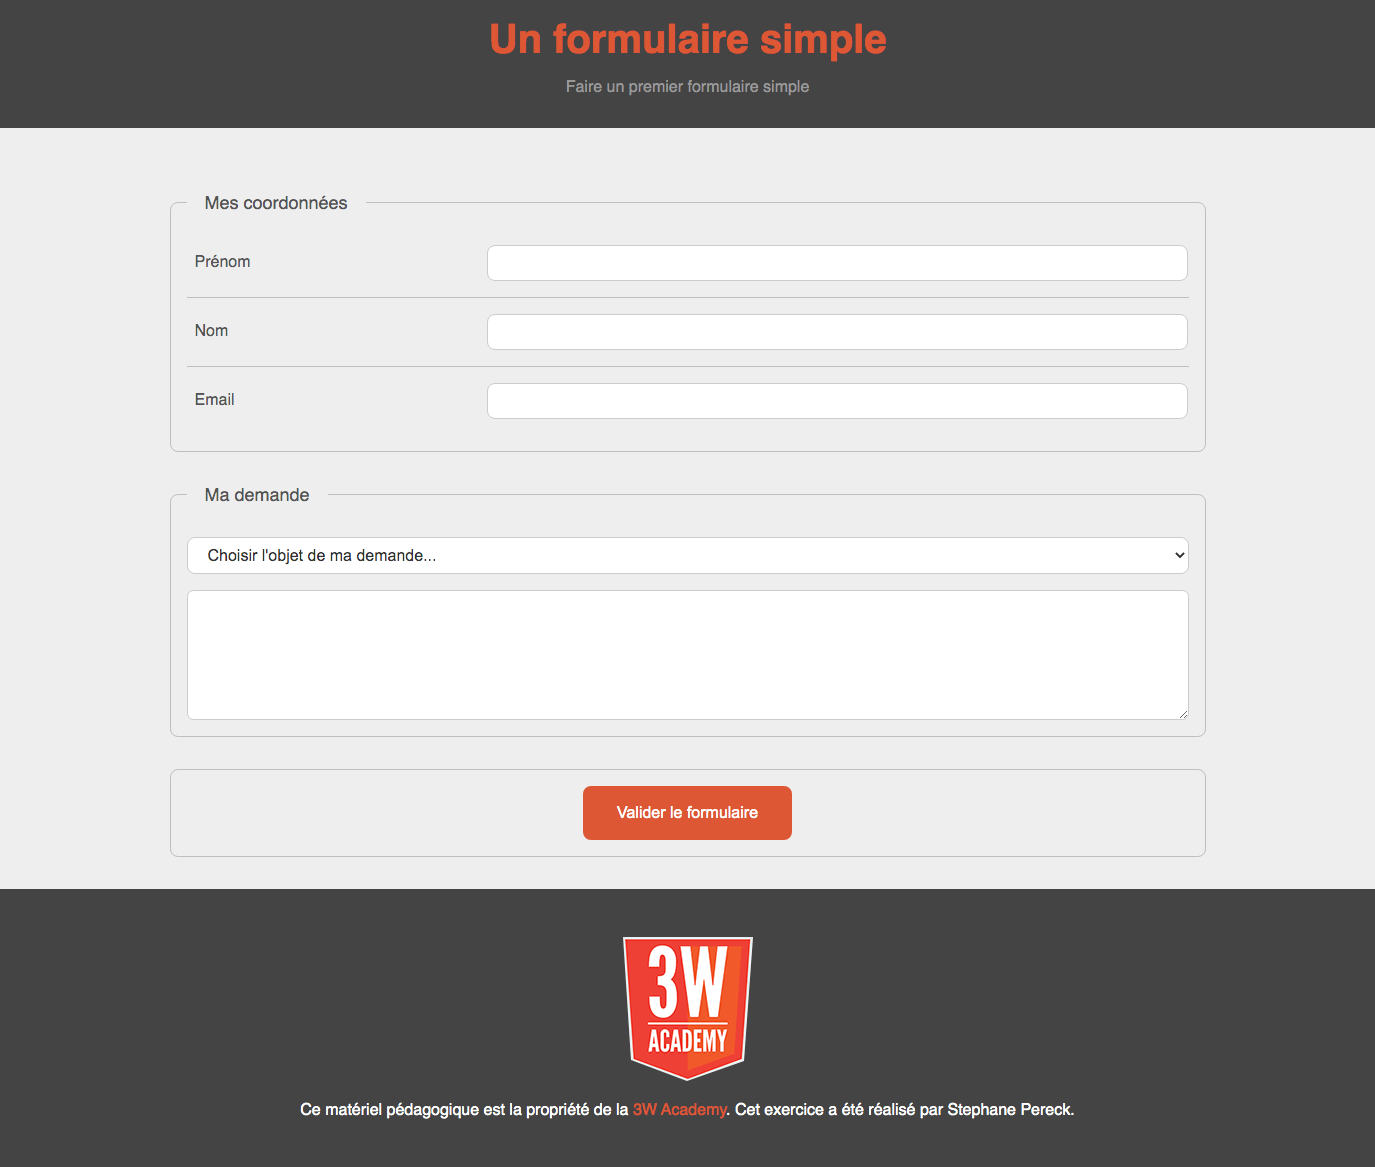 Un formulaire simple
Faire un premier formulaire simple
Mes coordonnées
Prénom
Nom
Email
Ma demande
Choisir l'objet de ma demande...
Valider le formulaire
3W
ACADEMY
Ce matériel pédagogique est la propriété de la 3W Academy. Cet exercice a été réalisé par Stephane Pereck.